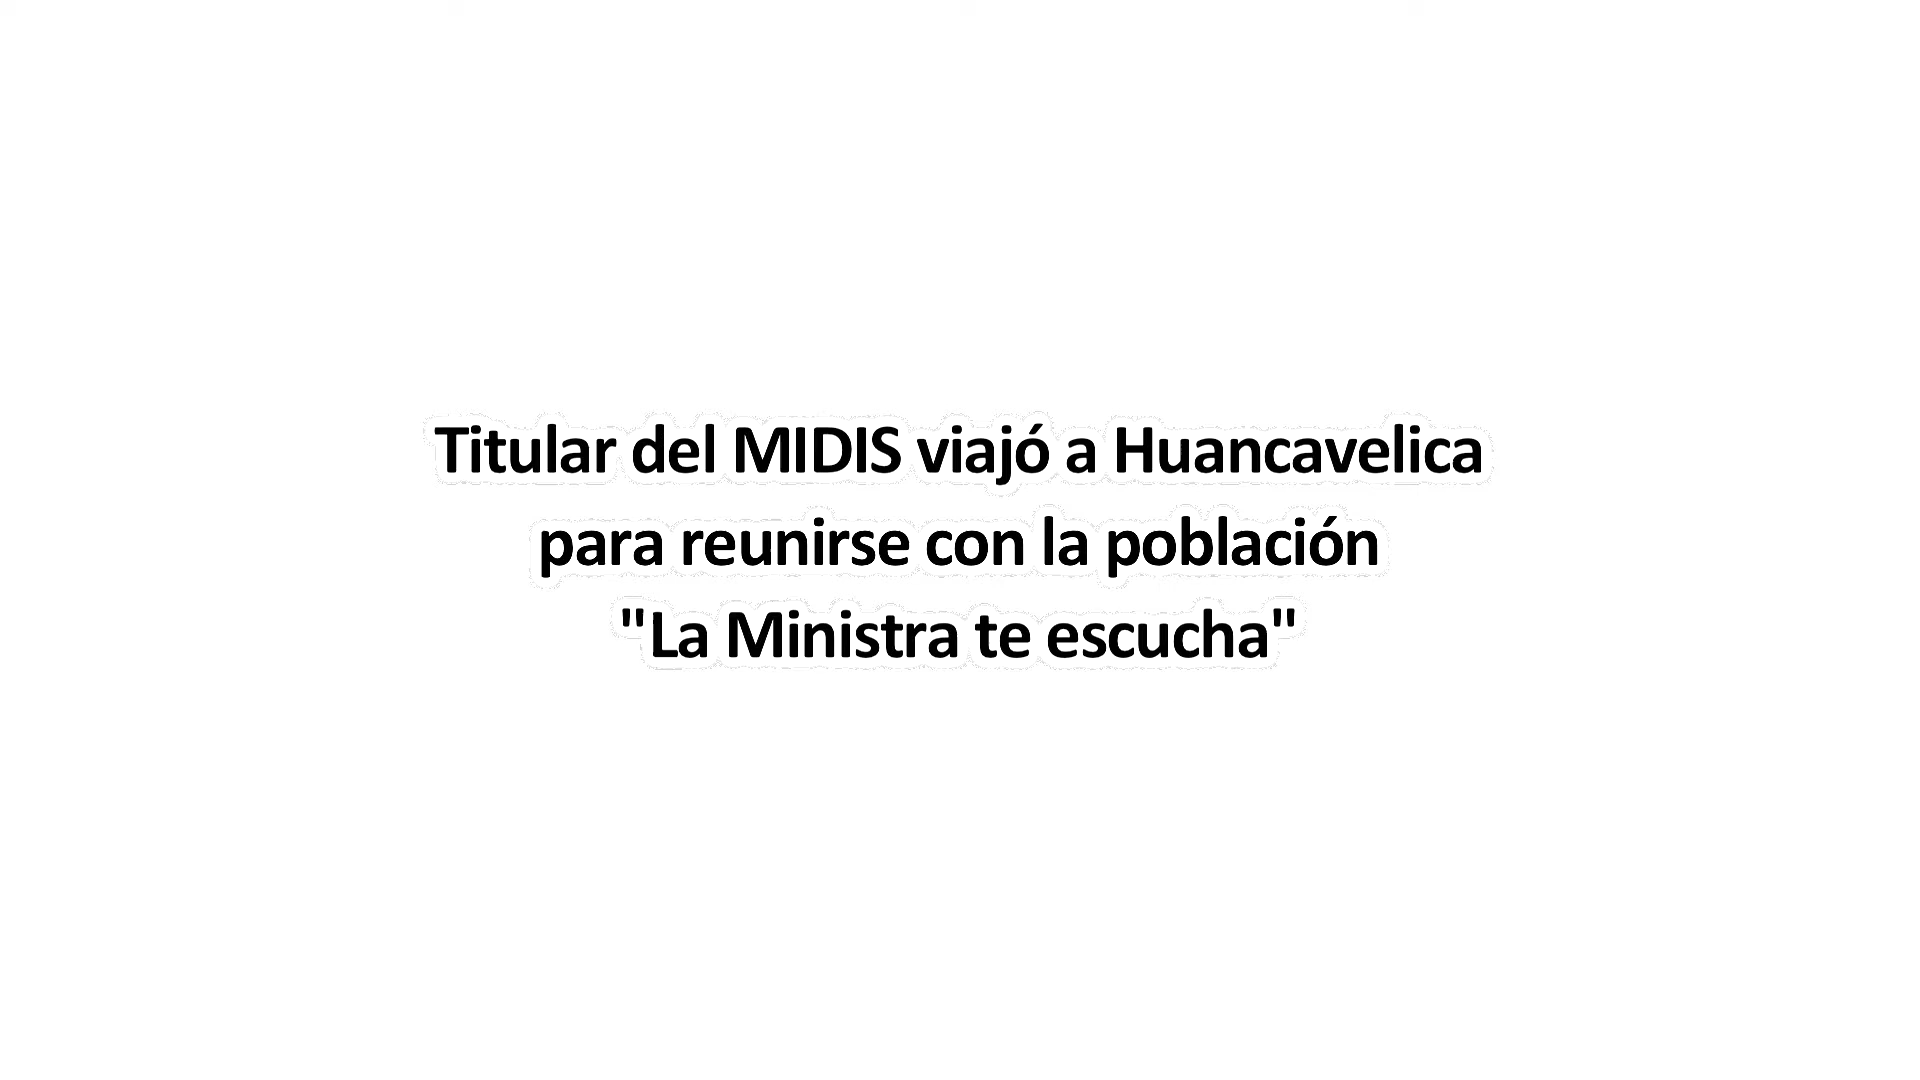 Titular del MIDIS viajó a Huancavelica
para reunirse con la población
"La Ministra te escucha"